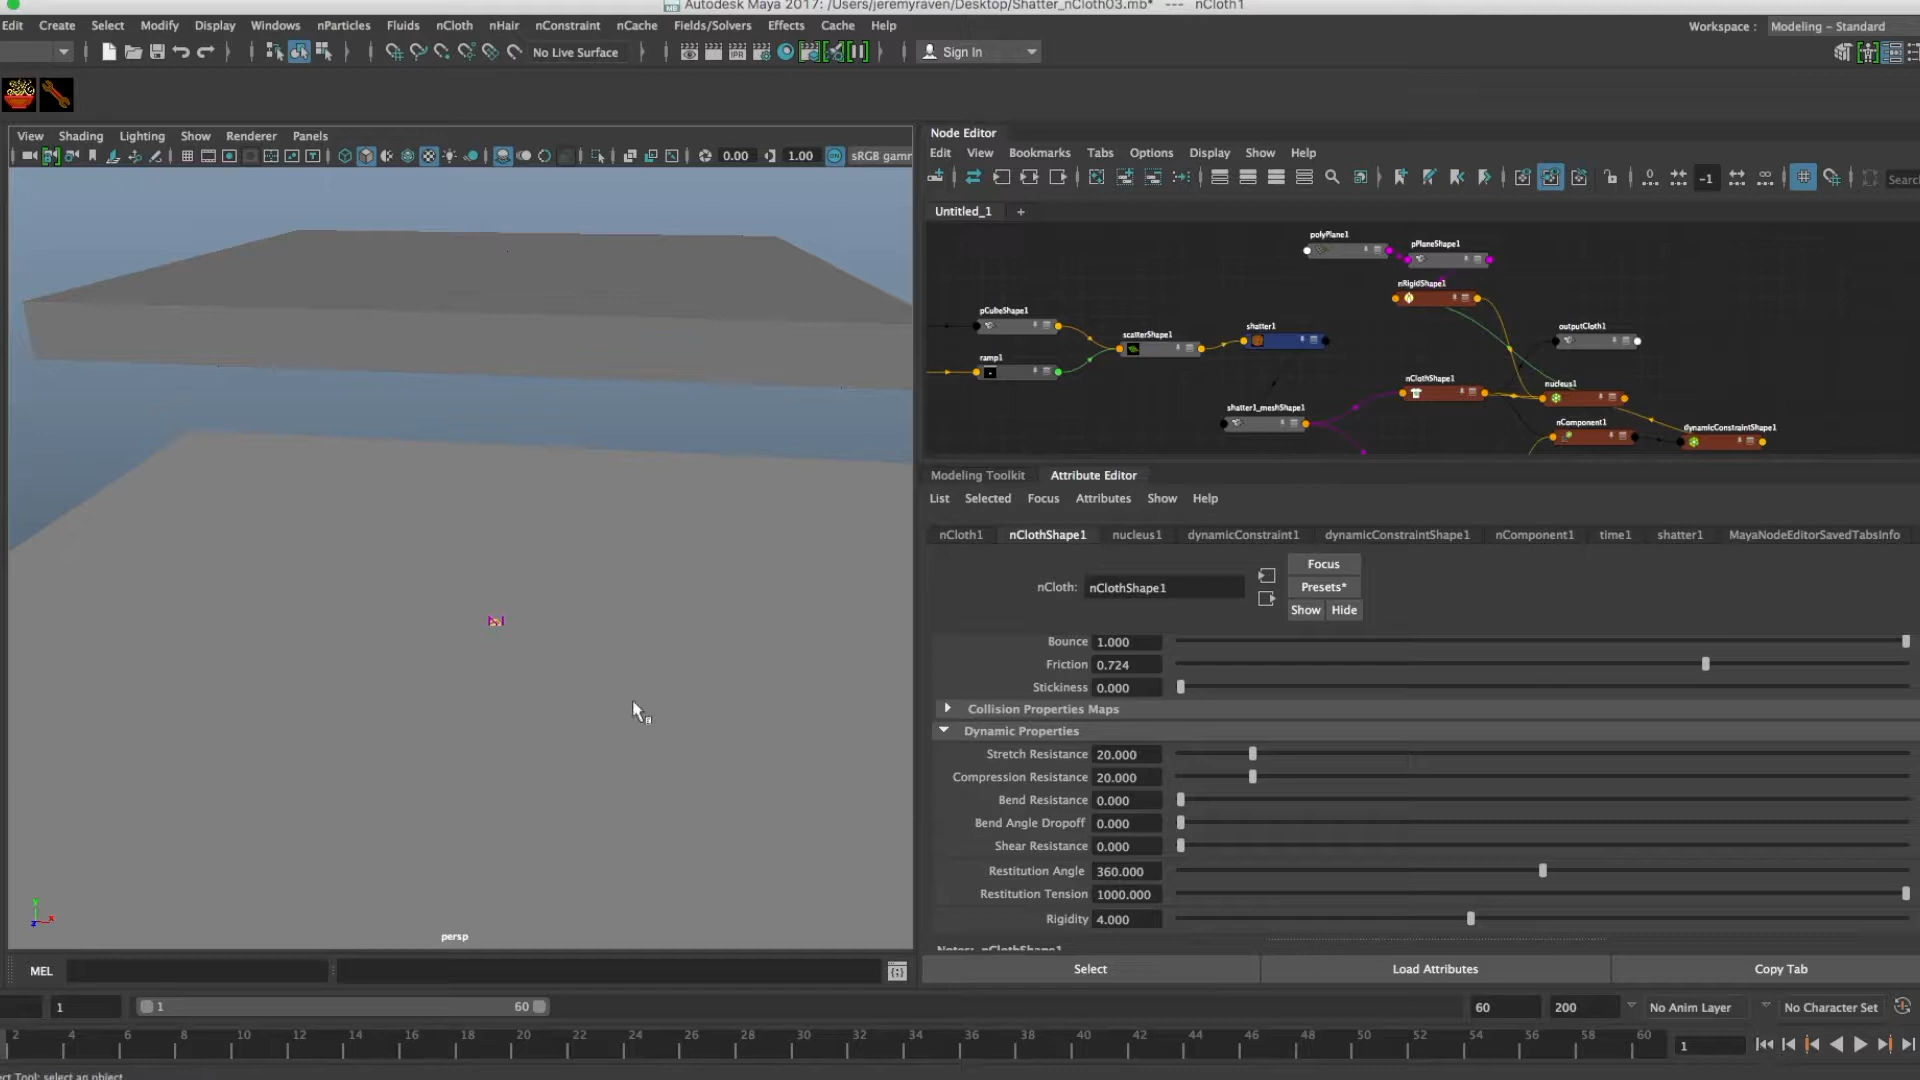 Autodesk Maya 2017: /Users/jeremyraven/Desktop/Shatter_nCloth03.mb* --- nCloth1
Edit Create Select Modify Display Windows nParticles Fluids nCloth nHair nConstraint nCache Fields/Solvers Effects Cache Help Workspace : Modeling - Standard
No Live Surface Sign In
View Shading Lighting Show Renderer Panels
0.00 1.00 ON sRGB gamm
Node Editor
Edit View Bookmarks Tabs Options Display Show Help
0 -1 Searc
Untitled_1 +
polyPlane1
pPlaneShape1
nRigidShape1
pCubeShape1
scatterShape1
shatter1
outputCloth1
ramp1
nClothShape1
nucleus1
shatter1_meshShape1
nComponent1
dynamicConstraintShape1
Modeling Toolkit Attribute Editor
List Selected Focus Attributes Show Help
nCloth1 nClothShape1 nucleus1 dynamicConstraint1 dynamicConstraintShape1 nComponent1 time1 shatter1 MayaNodeEditorSavedTabsInfo
Focus
nCloth: nClothShape1 Presets*
Show Hide
Bounce 1.000
Friction 0.724
Stickiness 0.000
Collision Properties Maps
Dynamic Properties
Stretch Resistance 20.000
Compression Resistance 20.000
Bend Resistance 0.000
Bend Angle Dropoff 0.000
Shear Resistance 0.000
Restitution Angle 360.000
Restitution Tension 1000.000
Rigidity 4.000
Notes: nClothShape1
persp
Select Load Attributes Copy Tab
MEL
1 1 60 60 200 No Anim Layer No Character Set
2 4 6 8 10 12 14 16 18 20 22 24 26 28 30 32 34 36 38 40 42 44 46 48 50 52 54 56 58 60 1
ect Tool: select an object